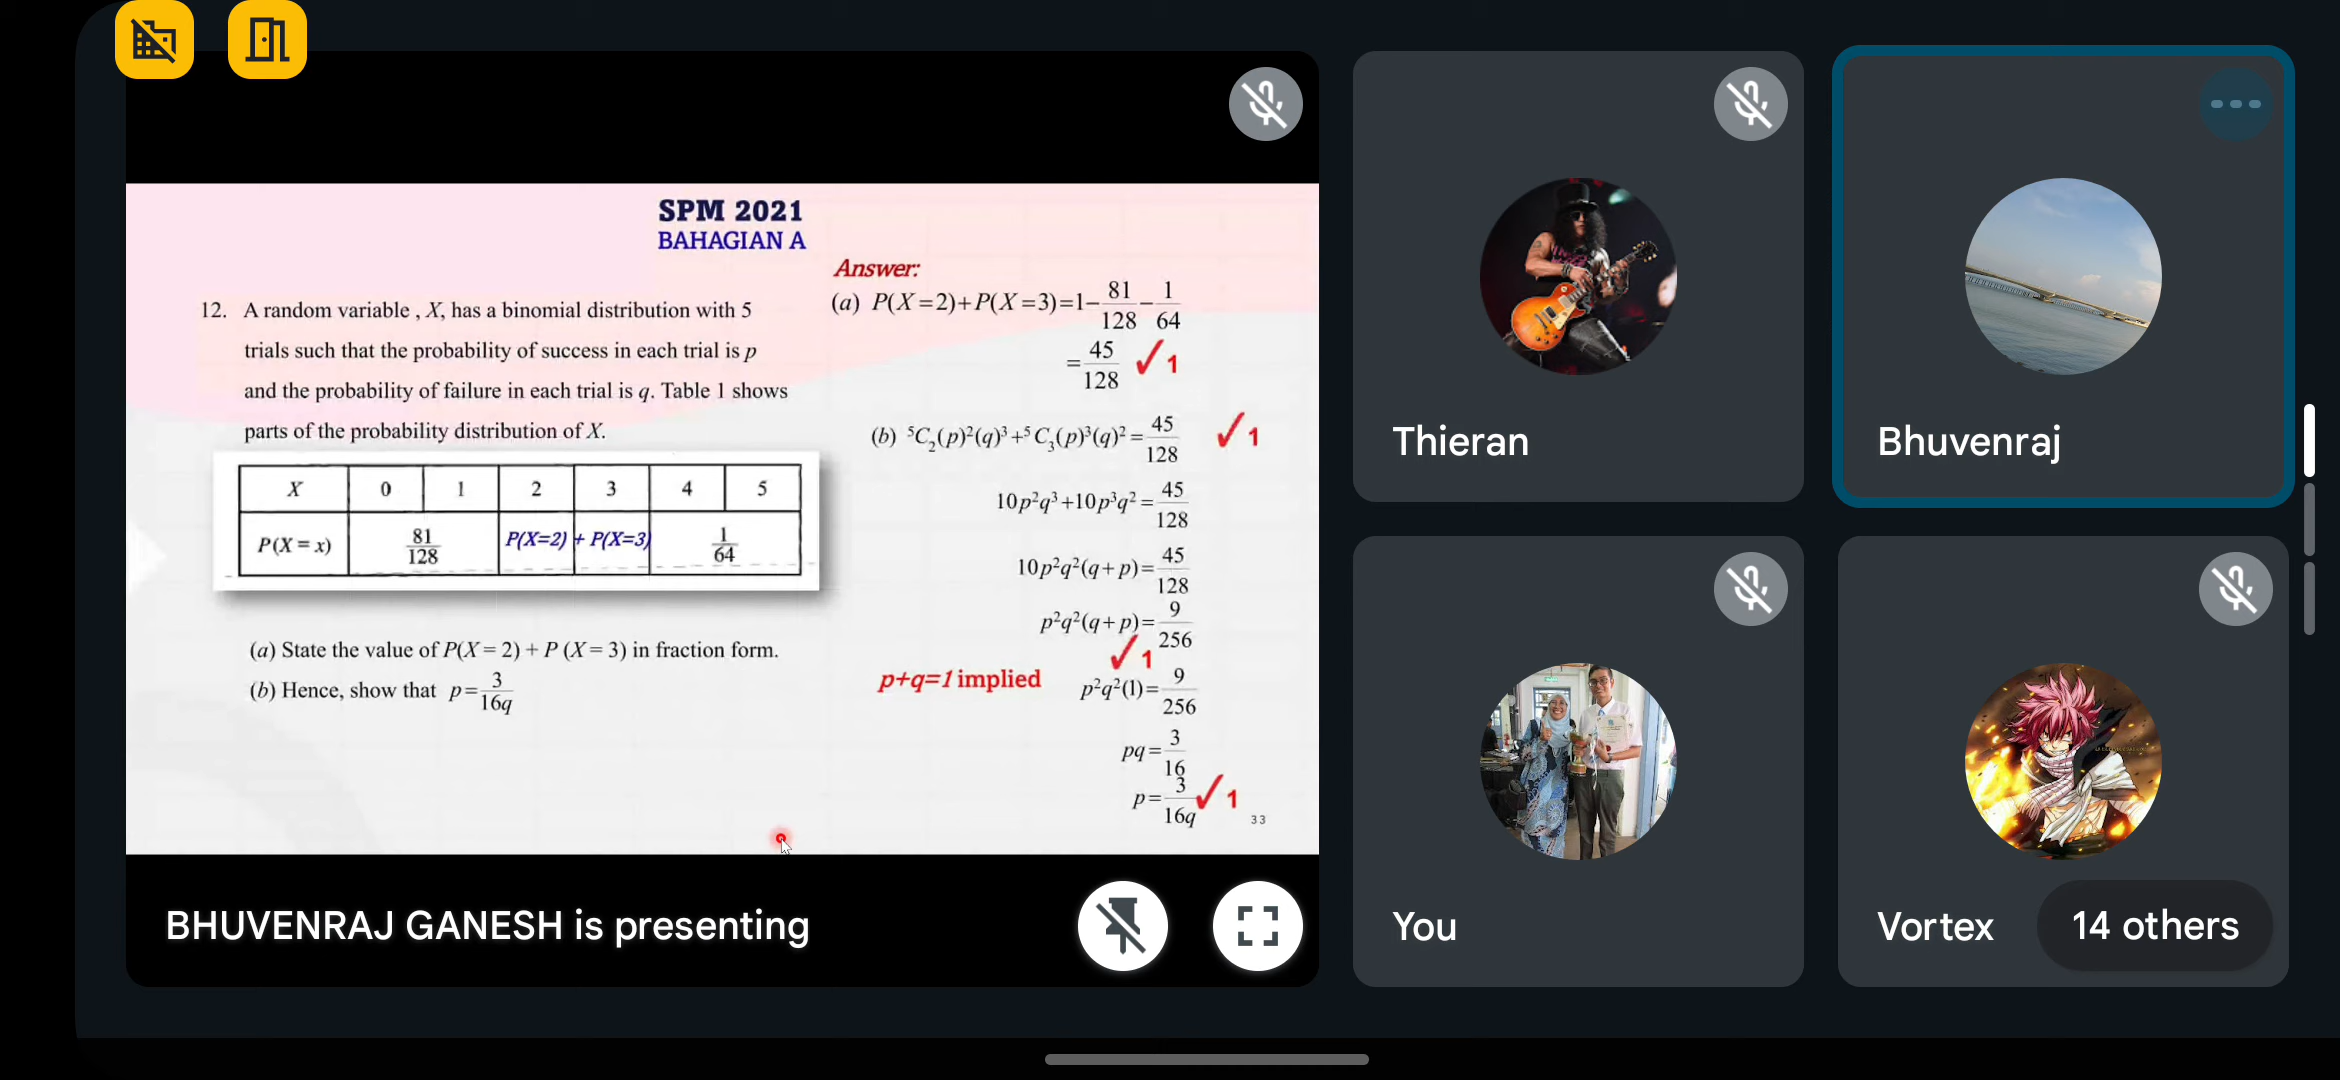 SPM 2021
BAHAGIAN A
12. A random variable , X, has a binomial distribution with 5
trials such that the probability of success in each trial is p
and the probability of failure in each trial is q. Table 1 shows
parts of the probability distribution of X.
X 0 1 2 3 4 5
P(X = x) 81/128 P(X=2) + P(X=3) 1/64
(a) State the value of P(X = 2) + P (X = 3) in fraction form.
(b) Hence, show that p = 3/16q
Answer:
(a) P(X = 2) + P(X = 3) = 1 − 81/128 − 1/64
= 45/128 ✓1
(b) ⁵C₂(p)²(q)³ + ⁵C₃(p)³(q)² = 45/128 ✓1
10p²q³ + 10p³q² = 45/128
10p²q²(q + p) = 45/128
p²q²(q + p) = 9/256
✓1
p+q=1 implied p²q²(1) = 9/256
pq = 3/16
p = 3/16q ✓1
33
BHUVENRAJ GANESH is presenting
Thieran
Bhuvenraj
You
Vortex
14 others